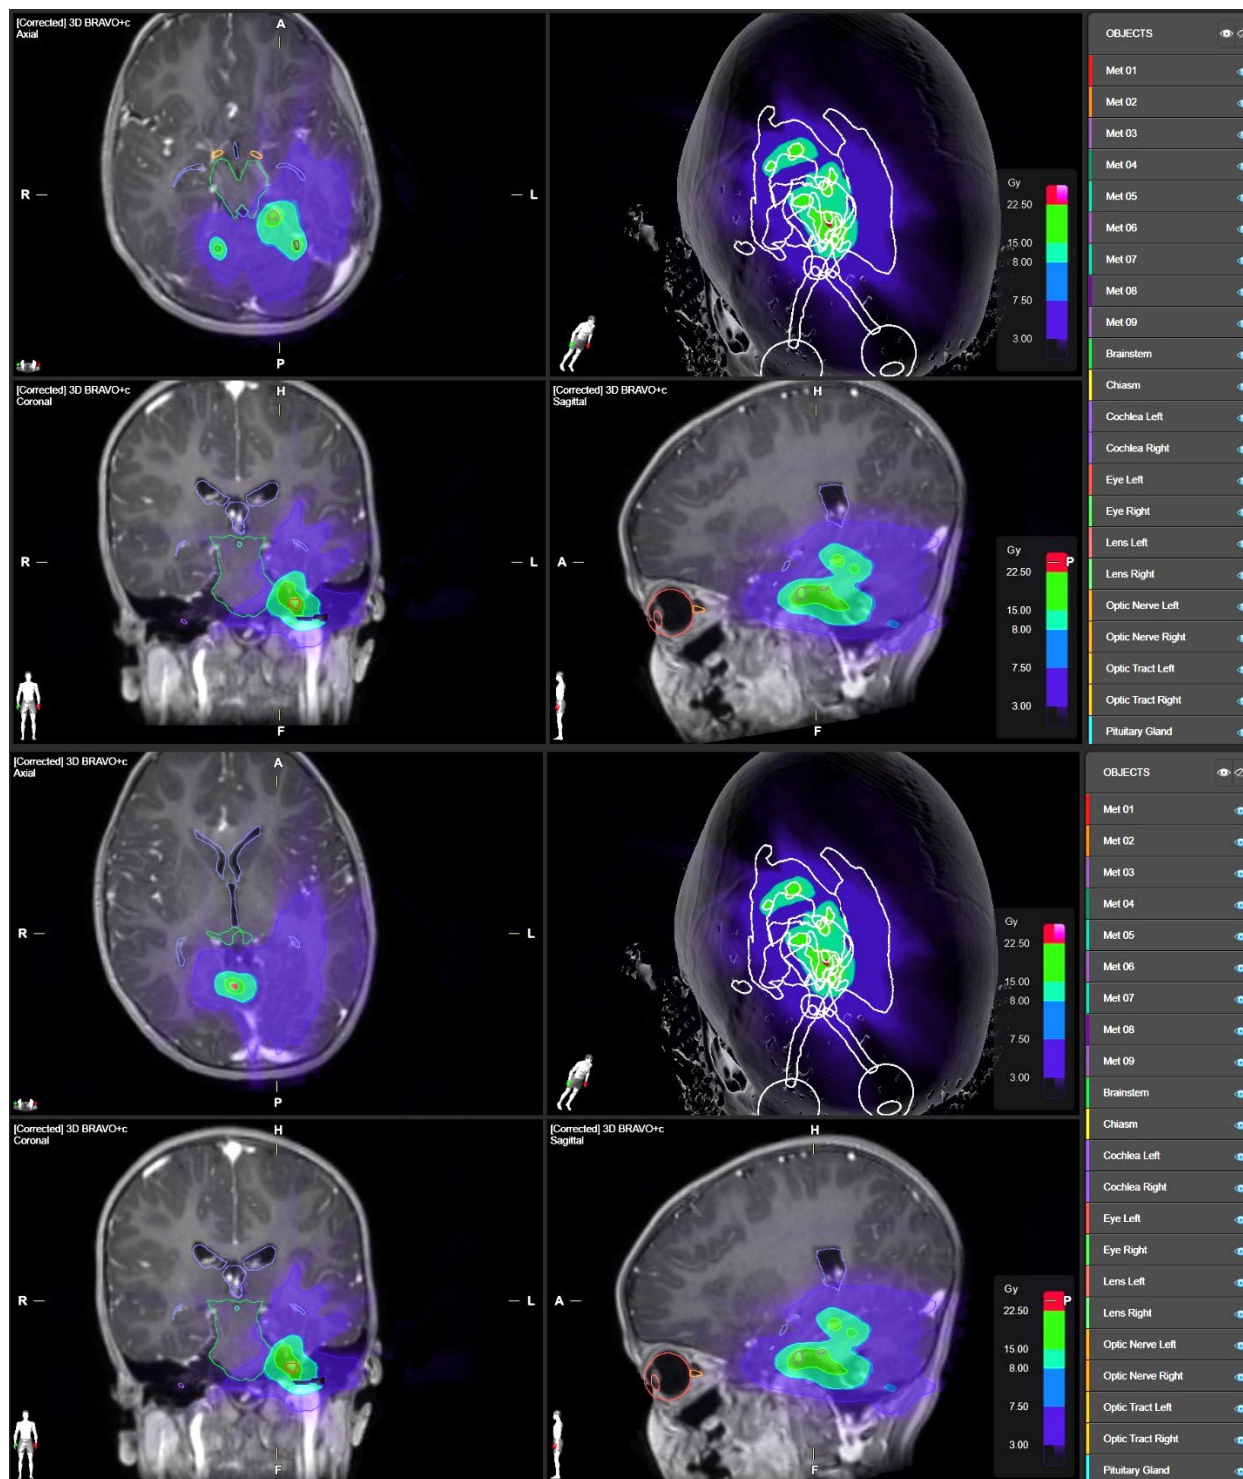 [Corrected] 3D BRAVO+c
Axial
A
R
L
P
Gy
22.50
15.00
8.00
7.50
3.00
[Corrected] 3D BRAVO+c
Coronal
H
R
L
F
[Corrected] 3D BRAVO+c
Sagittal
H
A
P
F
Gy
22.50
15.00
8.00
7.50
3.00
OBJECTS
Met 01
Met 02
Met 03
Met 04
Met 05
Met 06
Met 07
Met 08
Met 09
Brainstem
Chiasm
Cochlea Left
Cochlea Right
Eye Left
Eye Right
Lens Left
Lens Right
Optic Nerve Left
Optic Nerve Right
Optic Tract Left
Optic Tract Right
Pituitary Gland
[Corrected] 3D BRAVO+c
Axial
A
R
L
P
Gy
22.50
15.00
8.00
7.50
3.00
[Corrected] 3D BRAVO+c
Coronal
H
R
L
F
[Corrected] 3D BRAVO+c
Sagittal
H
A
P
F
Gy
22.50
15.00
8.00
7.50
3.00
OBJECTS
Met 01
Met 02
Met 03
Met 04
Met 05
Met 06
Met 07
Met 08
Met 09
Brainstem
Chiasm
Cochlea Left
Cochlea Right
Eye Left
Eye Right
Lens Left
Lens Right
Optic Nerve Left
Optic Nerve Right
Optic Tract Left
Optic Tract Right
Pituitary Gland